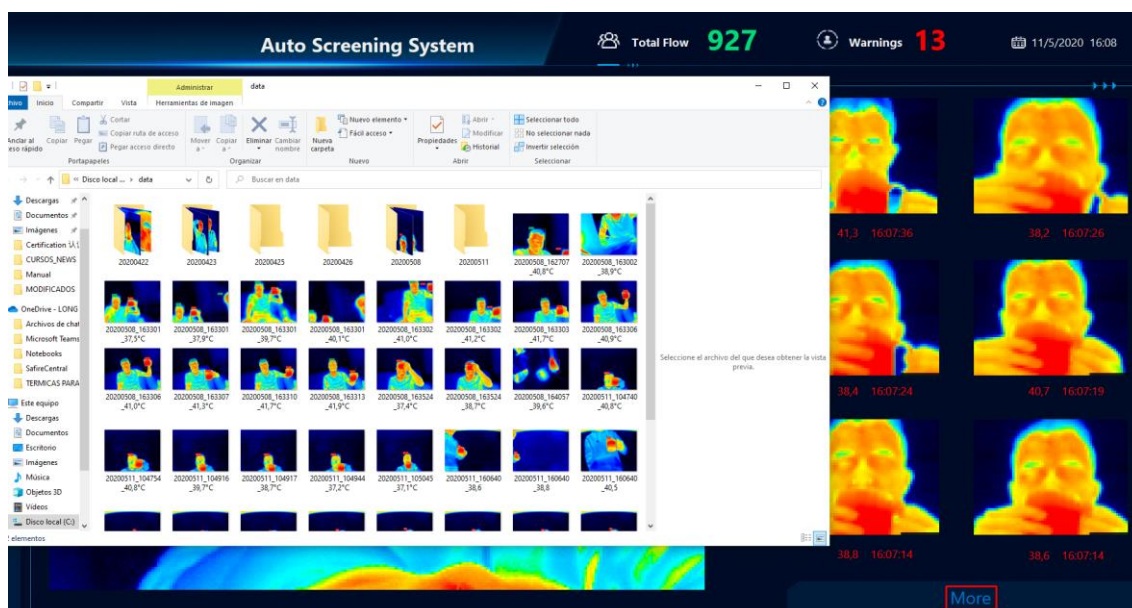 Auto Screening System
Total Flow 927
Warnings 13
11/5/2020 16:08
Administrar
data
Inicio
Compartir
Vista
Herramientas de imagen
Copiar
Pegar
Cortar
Copiar ruta de acceso
Pegar acceso directo
Portapapeles
Mover a
Copiar a
Eliminar
Cambiar nombre
Organizar
Nueva carpeta
Nuevo elemento
Fácil acceso
Nuevo
Propiedades
Abrir
Modificar
Historial
Abrir
Seleccionar todo
No seleccionar nada
Invertir selección
Seleccionar
« Disco local ... › data
Buscar en data
Descargas
Documentos
Imágenes
Certification
CURSOS_NEWS
Manual
MODIFICADOS
OneDrive - LONG
Archivos de chat
Microsoft Teams
Notebooks
SafireCentral
TERMICAS PARA
Este equipo
Descargas
Documentos
Escritorio
Imágenes
Música
Objetos 3D
Vídeos
Disco local (C:)
elementos
20200422
20200423
20200425
20200426
20200508
20200511
20200508_162707_40,8°C
20200508_163002_38,9°C
20200508_163301_37,5°C
20200508_163301_37,9°C
20200508_163301_39,7°C
20200508_163301_40,1°C
20200508_163302_41,0°C
20200508_163302_41,2°C
20200508_163303_41,7°C
20200508_163306_40,9°C
20200508_163306_41,0°C
20200508_163307_41,3°C
20200508_163310_41,7°C
20200508_163313_41,9°C
20200508_163524_37,4°C
20200508_163524_38,7°C
20200508_164057_39,6°C
20200511_104740_40,8°C
20200511_104754_40,8°C
20200511_104916_39,7°C
20200511_104917_38,7°C
20200511_104944_37,2°C
20200511_105045_37,1°C
20200511_160640_38,6
20200511_160640_38,8
20200511_160640_40,5
Seleccione el archivo del que desea obtener la vista
previa.
41,3 16:07:36
38,2 16:07:26
38,4 16:07:24
40,7 16:07:19
38,8 16:07:14
38,6 16:07:14
More